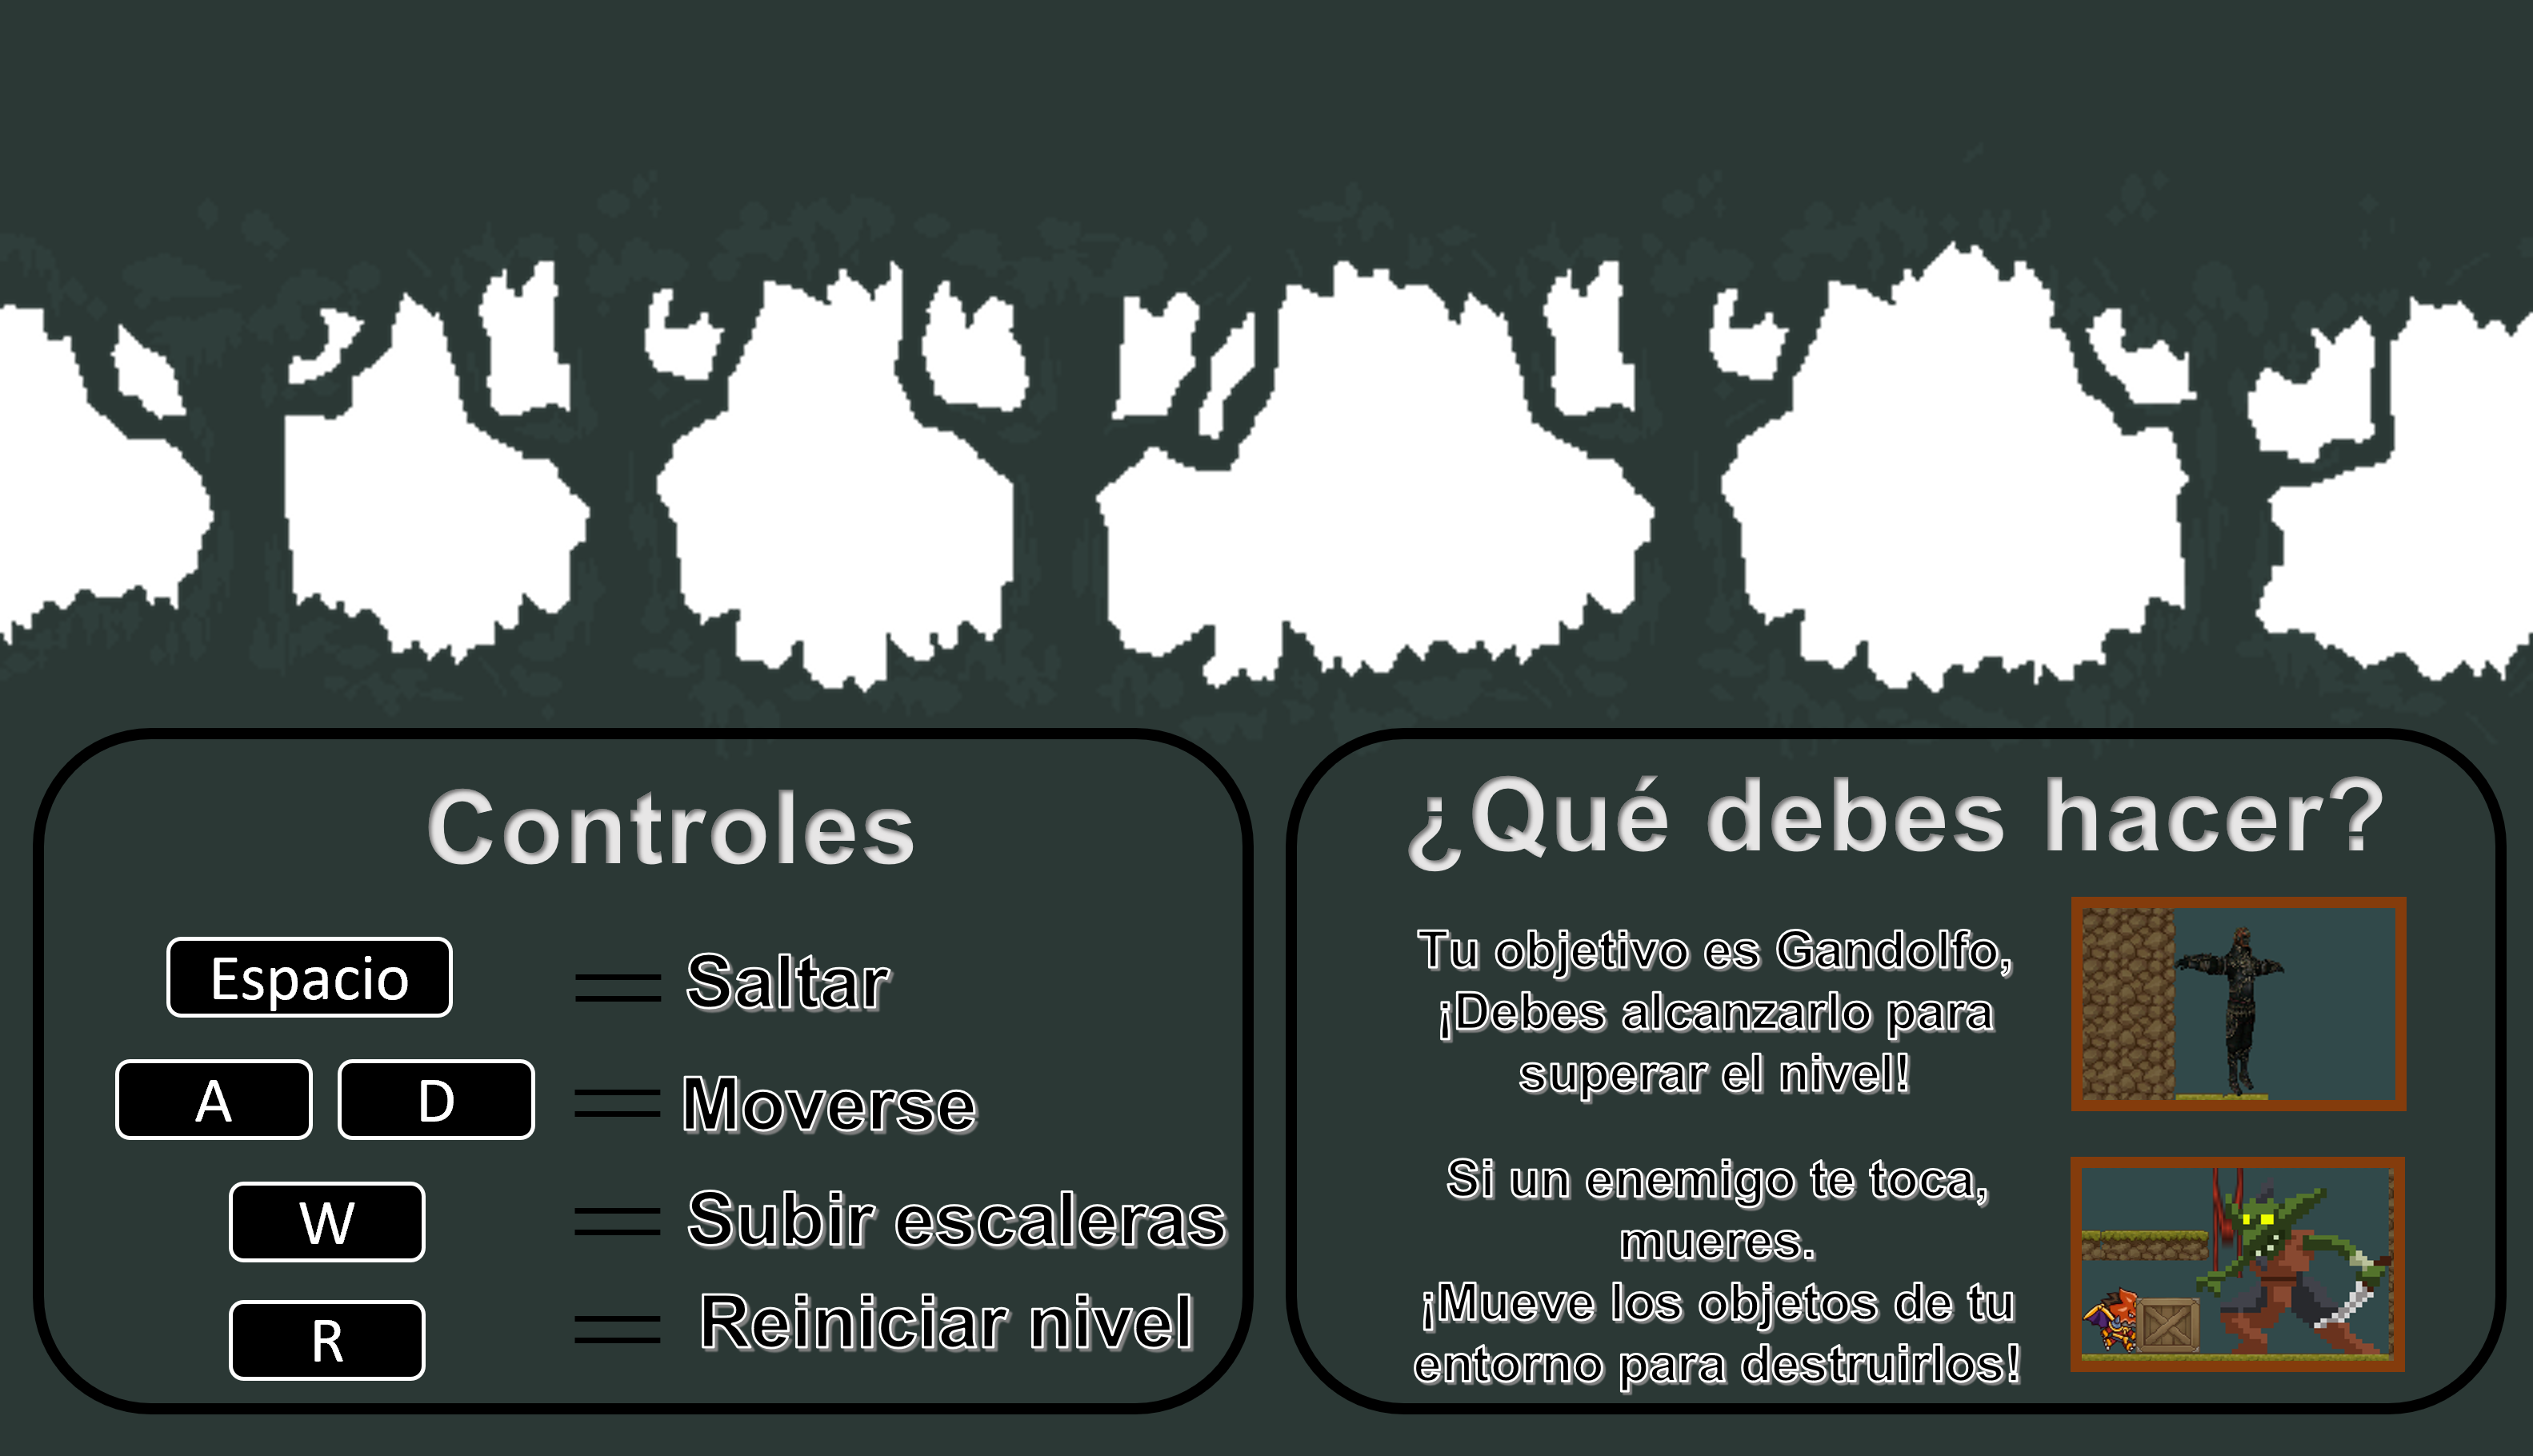 Controles
Espacio = Saltar
A D = Moverse
W = Subir escaleras
R = Reiniciar nivel
¿Qué debes hacer?
Tu objetivo es Gandolfo,
¡Debes alcanzarlo para
superar el nivel!
Si un enemigo te toca,
mueres.
¡Mueve los objetos de tu
entorno para destruirlos!